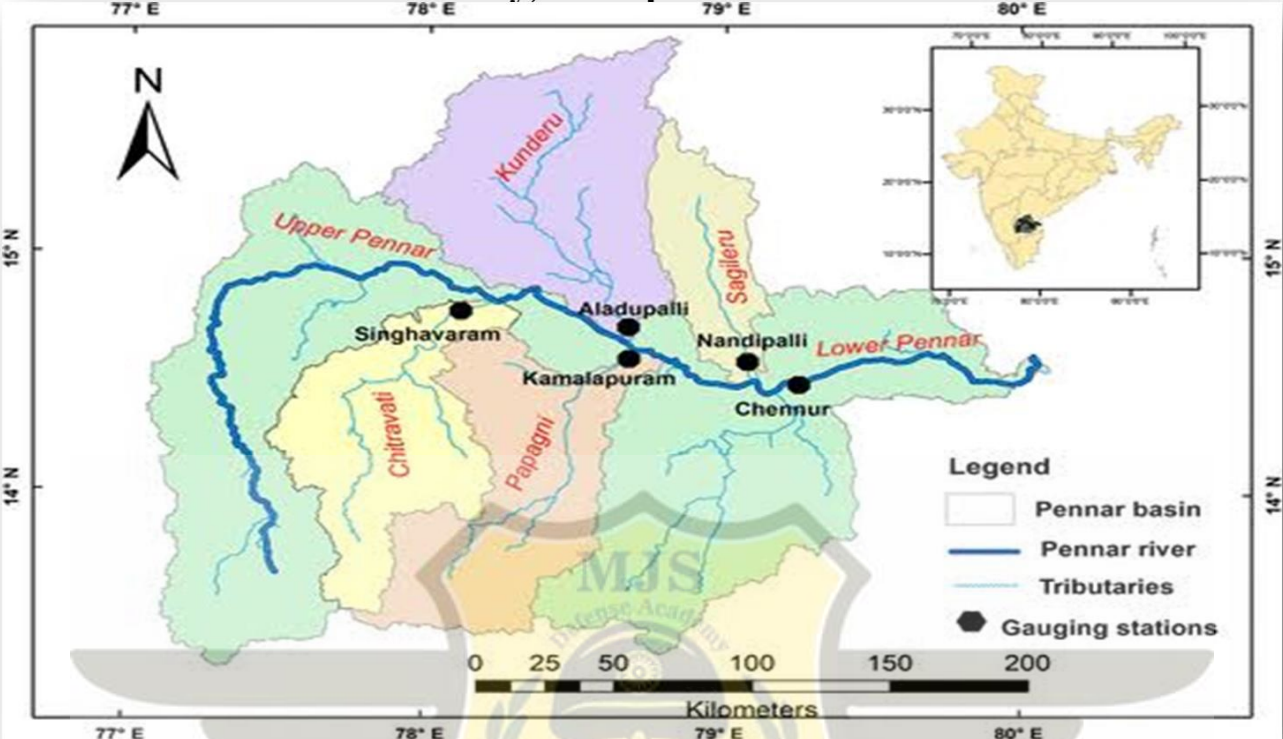 77° E 78° E 79° E 80° E
N
15° N
14° N
15° N
14° N
Kunderu
Upper Pennar
Sagileru
Aladupalli
Singhavaram
Nandipalli
Lower Pennar
Kamalapuram
Chennur
Chitravati
Papagni
Legend
Pennar basin
Pennar river
Tributaries
Gauging stations
MJS
Defense Academy
0 25 50 100 150 200
Kilometers
77° E 78° E 79° E 80° E